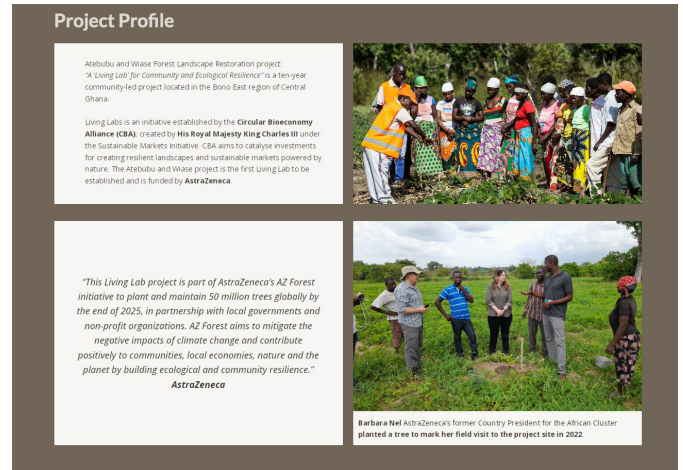 Project Profile
Atebubu and Wiase Forest Landscape Restoration project:
"A 'Living Lab' for Community and Ecological Resilience" is a ten-year
community-led project located in the Bono East region of Central
Ghana.
Living Labs is an initiative established by the Circular Bioeconomy
Alliance (CBA); created by His Royal Majesty King Charles III under
the Sustainable Markets Initiative. CBA aims to catalyse investments
for creating resilient landscapes and sustainable markets powered by
nature. The Atebubu and Wiase project is the first Living Lab to be
established and is funded by AstraZeneca.
"This Living Lab project is part of AstraZeneca's AZ Forest
initiative to plant and maintain 50 million trees globally by
the end of 2025, in partnership with local governments and
non-profit organizations. AZ Forest aims to mitigate the
negative impacts of climate change and contribute
positively to communities, local economies, nature and the
planet by building ecological and community resilience."
AstraZeneca
Barbara Nel AstraZeneca's former Country President for the African Cluster
planted a tree to mark her field visit to the project site in 2022.